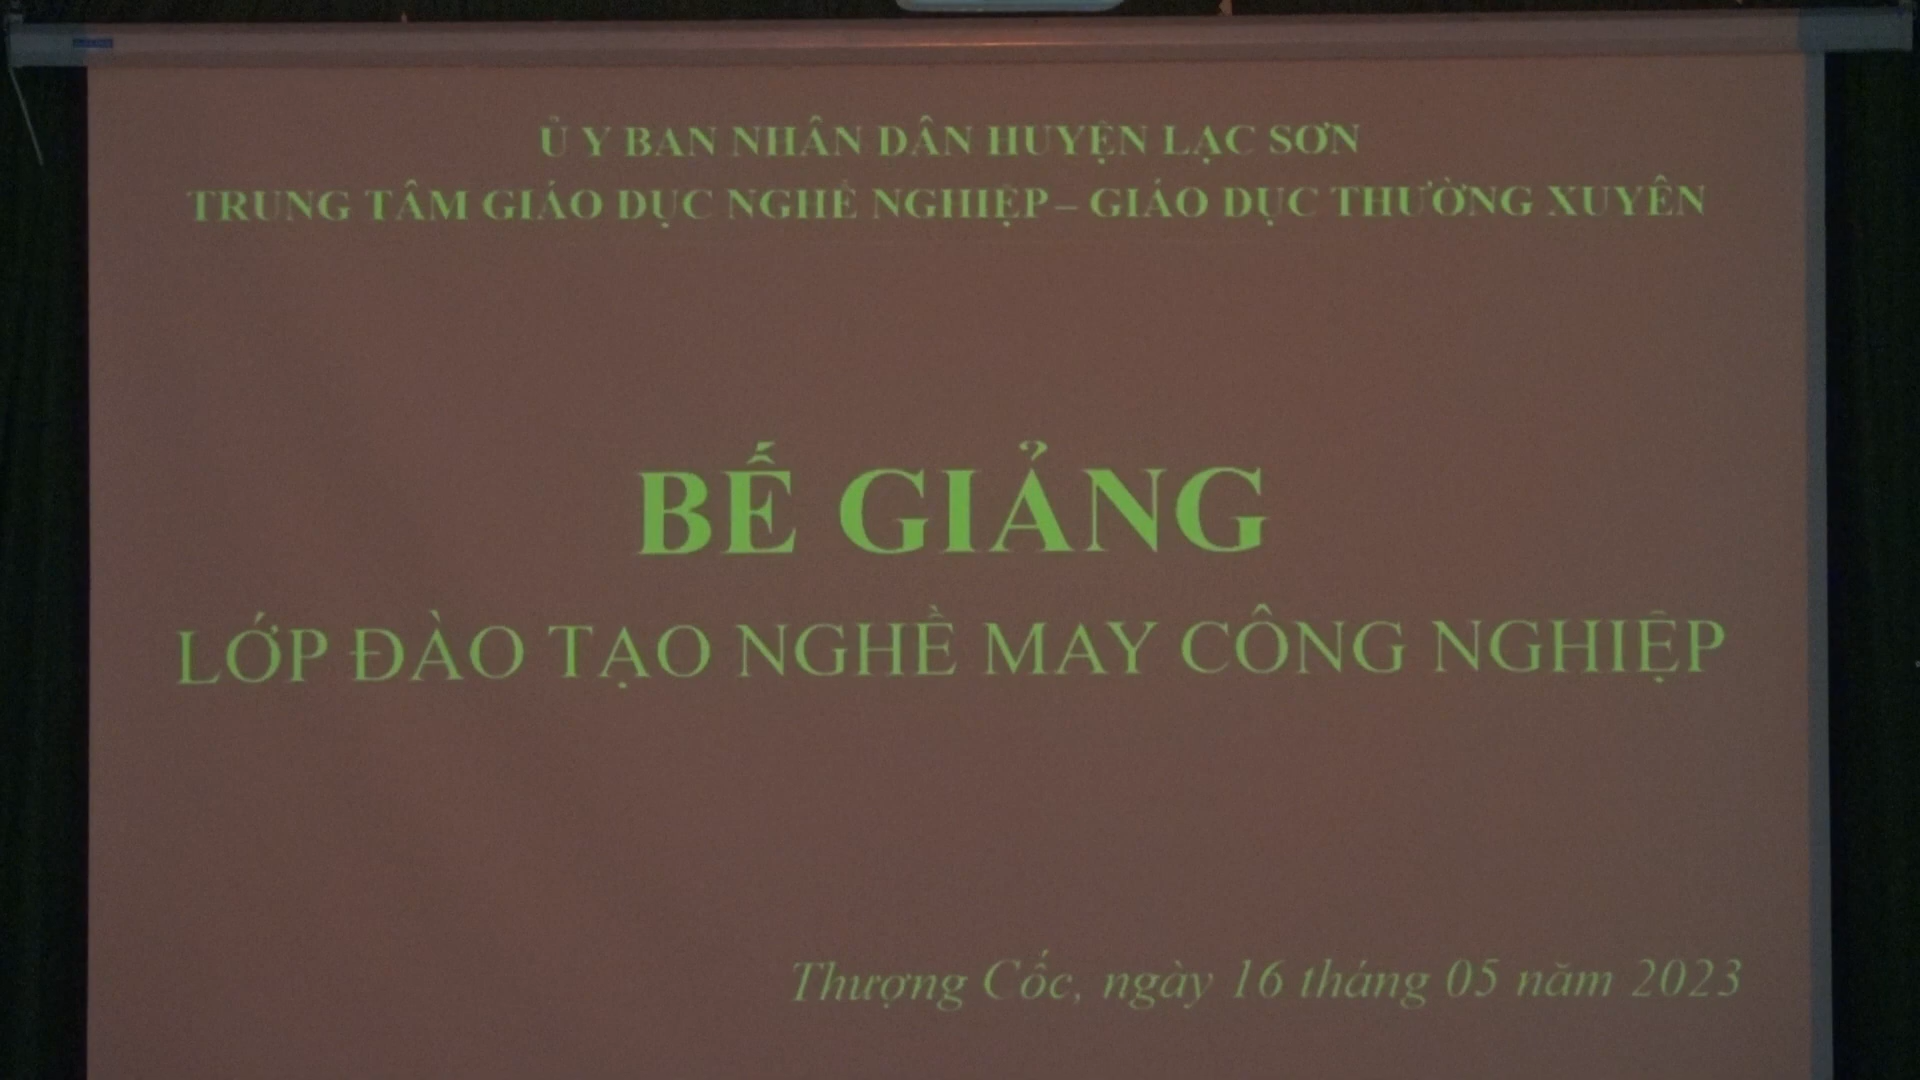 Ủ Y BAN NHÂN DÂN HUYỆN LẠC SƠN
TRUNG TÂM GIÁO DỤC NGHỀ NGHIỆP – GIÁO DỤC THƯỜNG XUYÊN
BẾ GIẢNG
LỚP ĐÀO TẠO NGHỀ MAY CÔNG NGHIỆP
Thượng Cốc, ngày 16 tháng 05 năm 2023